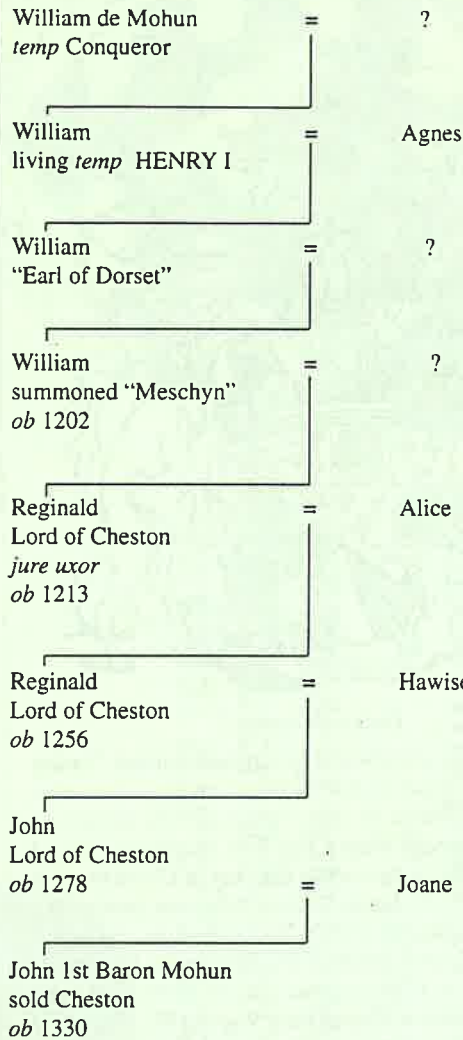 William de Mohun = ?
temp Conqueror
William = Agnes
living temp HENRY I
William = ?
“Earl of Dorset”
William = ?
summoned “Meschyn”
ob 1202
Reginald = Alice
Lord of Cheston
jure uxor
ob 1213
Reginald = Hawise
Lord of Cheston
ob 1256
John
Lord of Cheston
ob 1278 = Joane
John 1st Baron Mohun
sold Cheston
ob 1330